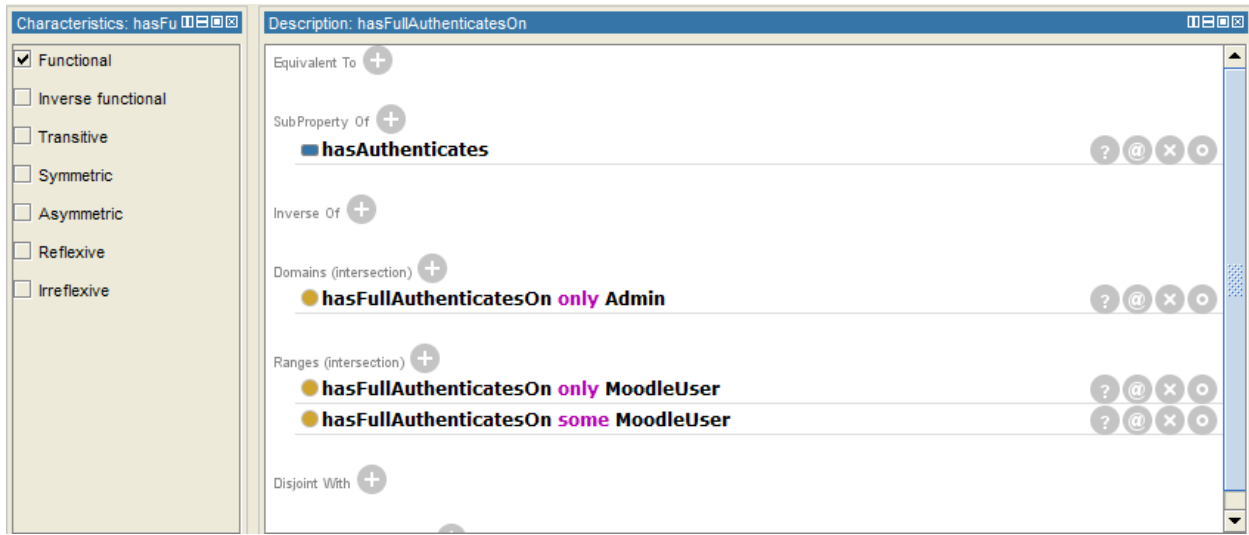 Characteristics: hasFu
Functional
Inverse functional
Transitive
Symmetric
Asymmetric
Reflexive
Irreflexive
Description: hasFullAuthenticatesOn
Equivalent To
SubProperty Of
hasAuthenticates
Inverse Of
Domains (intersection)
hasFullAuthenticatesOn only Admin
Ranges (intersection)
hasFullAuthenticatesOn only MoodleUser
hasFullAuthenticatesOn some MoodleUser
Disjoint With